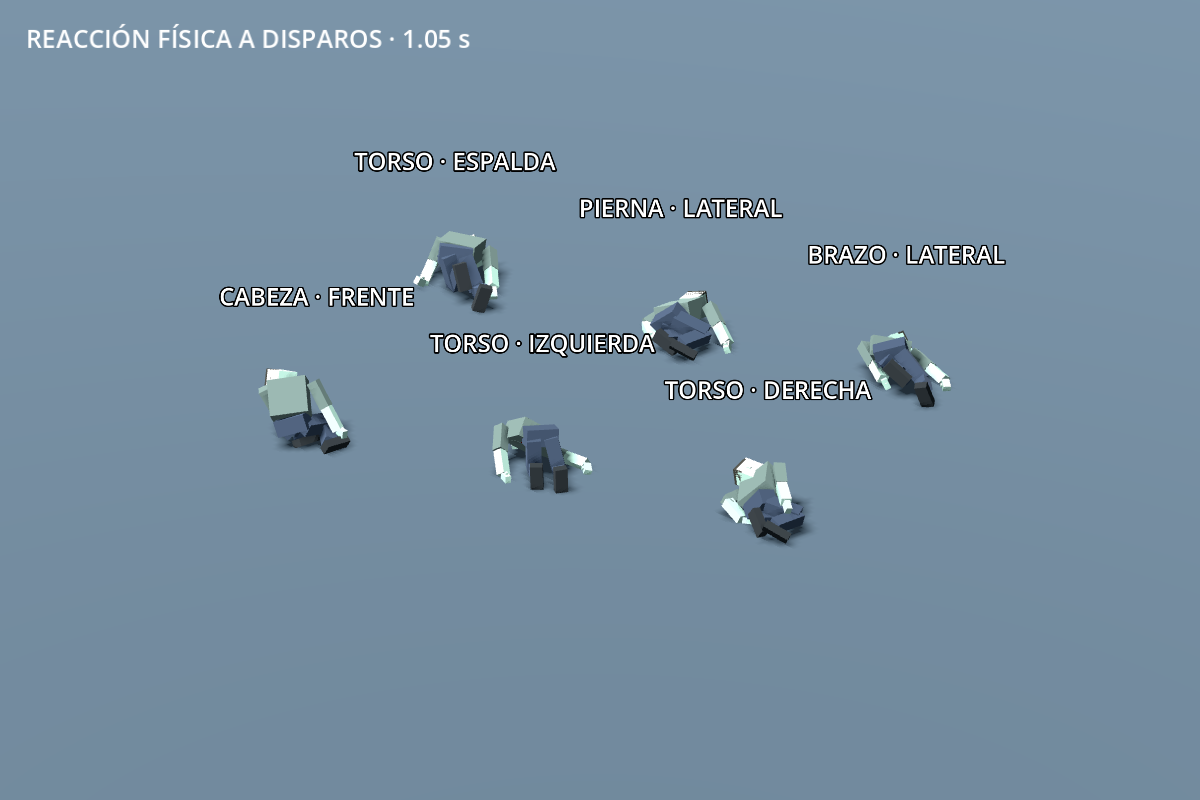 REACCIÓN FÍSICA A DISPAROS · 1.05 s
TORSO · ESPALDA
PIERNA · LATERAL
BRAZO · LATERAL
CABEZA · FRENTE
TORSO · IZQUIERDA
TORSO · DERECHA